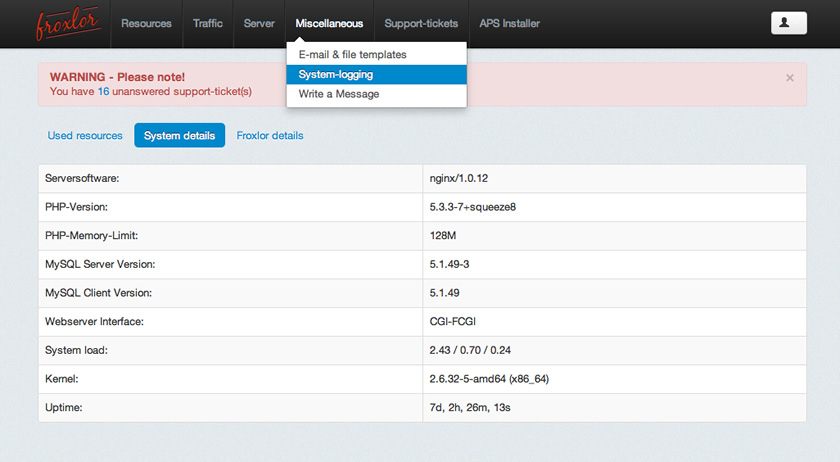 froxlor Resources Traffic Server Miscellaneous Support-tickets APS Installer
E-mail & file templates
System-logging
Write a Message
WARNING - Please note!
You have 16 unanswered support-ticket(s)
Used resources System details Froxlor details
Serversoftware: nginx/1.0.12
PHP-Version: 5.3.3-7+squeeze8
PHP-Memory-Limit: 128M
MySQL Server Version: 5.1.49-3
MySQL Client Version: 5.1.49
Webserver Interface: CGI-FCGI
System load: 2.43 / 0.70 / 0.24
Kernel: 2.6.32-5-amd64 (x86_64)
Uptime: 7d, 2h, 26m, 13s